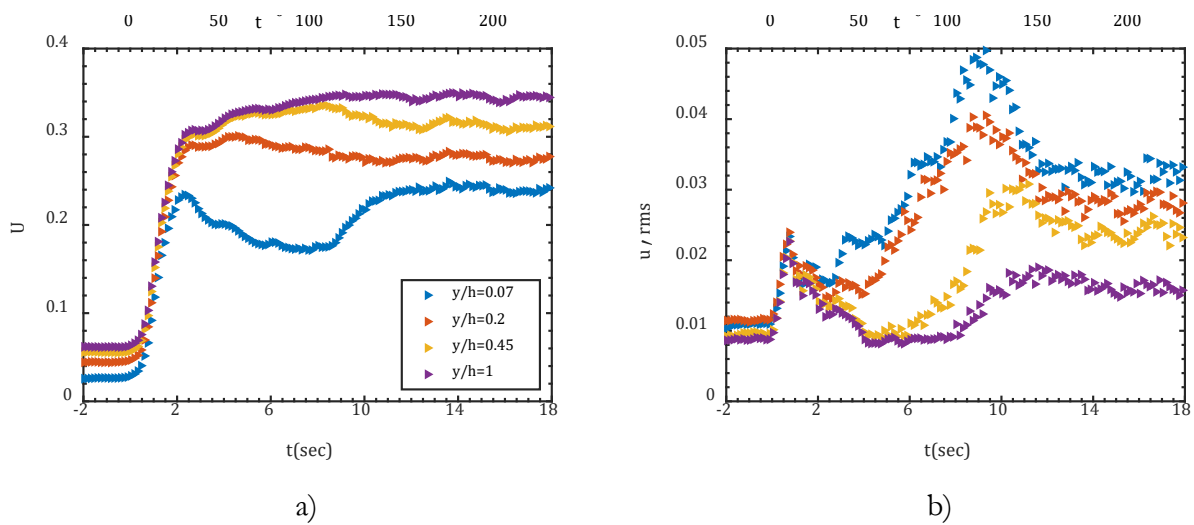 0 50 t 100 150 200
0.4
0.3
0.2
0.1
0
U
y/h=0.07
y/h=0.2
y/h=0.45
y/h=1
-2 2 6 10 14 18
t(sec)
a)
0 50 t 100 150 200
0.05
0.04
0.03
0.02
0.01
0
u ′ rms
-2 2 6 10 14 18
t(sec)
b)